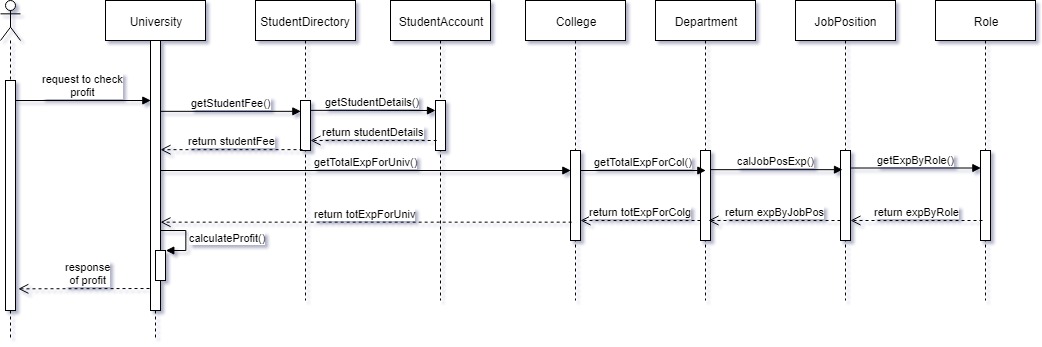 University
StudentDirectory
StudentAccount
College
Department
JobPosition
Role
request to check
profit
getStudentFee()
getStudentDetails()
return studentDetails
return studentFee
getTotalExpForUniv()
getTotalExpForCol()
calJobPosExp()
getExpByRole()
return totExpForUniv
return totExpForColg
return expByJobPos
return expByRole
calculateProfit()
response
of profit